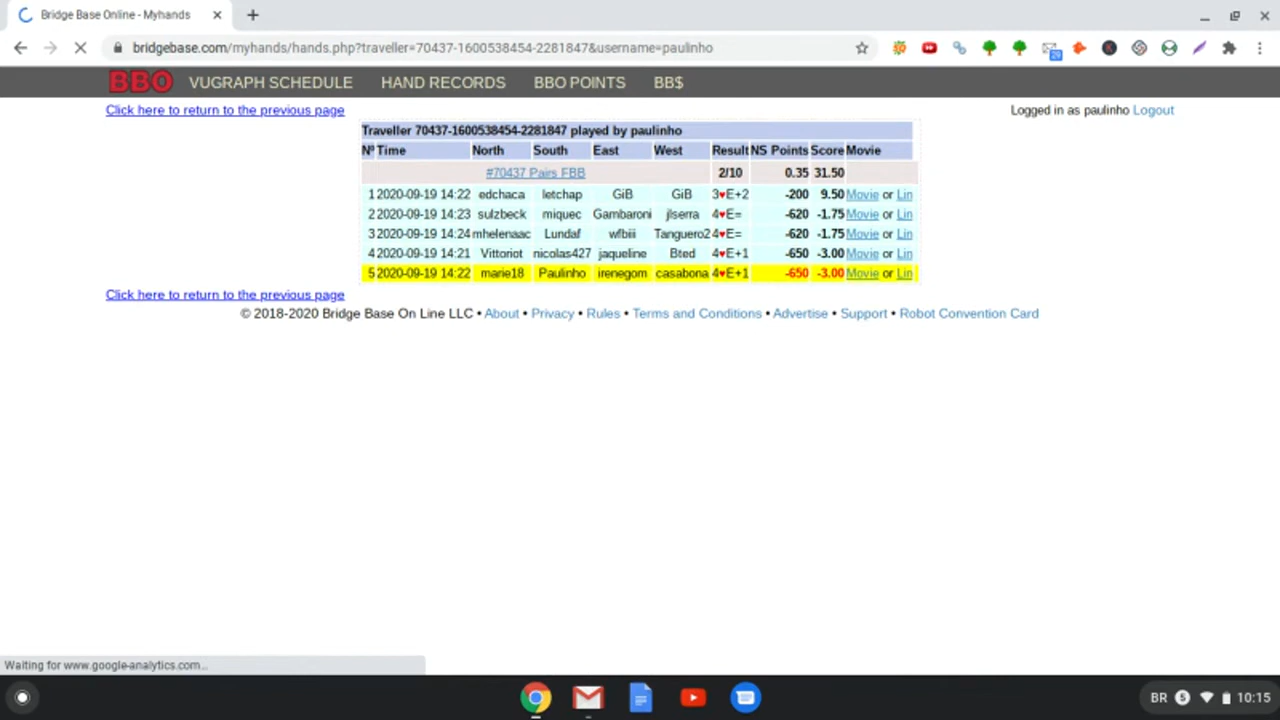 Bridge Base Online - Myhands
bridgebase.com/myhands/hands.php?traveller=70437-1600538454-2281847&username=paulinho
29
BBO VUGRAPH SCHEDULE HAND RECORDS BBO POINTS BB$
Click here to return to the previous page Logged in as paulinho Logout
Traveller 70437-1600538454-2281847 played by paulinho
Nº Time North South East West Result NS Points Score Movie
#70437 Pairs FBB 2/10 0.35 31.50
1 2020-09-19 14:22 edchaca letchap GiB GiB 3♥E+2 -200 9.50 Movie or Lin
2 2020-09-19 14:23 sulzbeck miquec Gambaroni jlserra 4♥E= -620 -1.75 Movie or Lin
3 2020-09-19 14:24 mhelenaac Lundaf wfbiii Tanguero2 4♥E= -620 -1.75 Movie or Lin
4 2020-09-19 14:21 Vittoriot nicolas427 jaqueline Bted 4♥E+1 -650 -3.00 Movie or Lin
5 2020-09-19 14:22 marie18 Paulinho irenegom casabona 4♥E+1 -650 -3.00 Movie or Lin
Click here to return to the previous page
© 2018-2020 Bridge Base On Line LLC • About • Privacy • Rules • Terms and Conditions • Advertise • Support • Robot Convention Card
Waiting for www.google-analytics.com...
BR 5 10:15